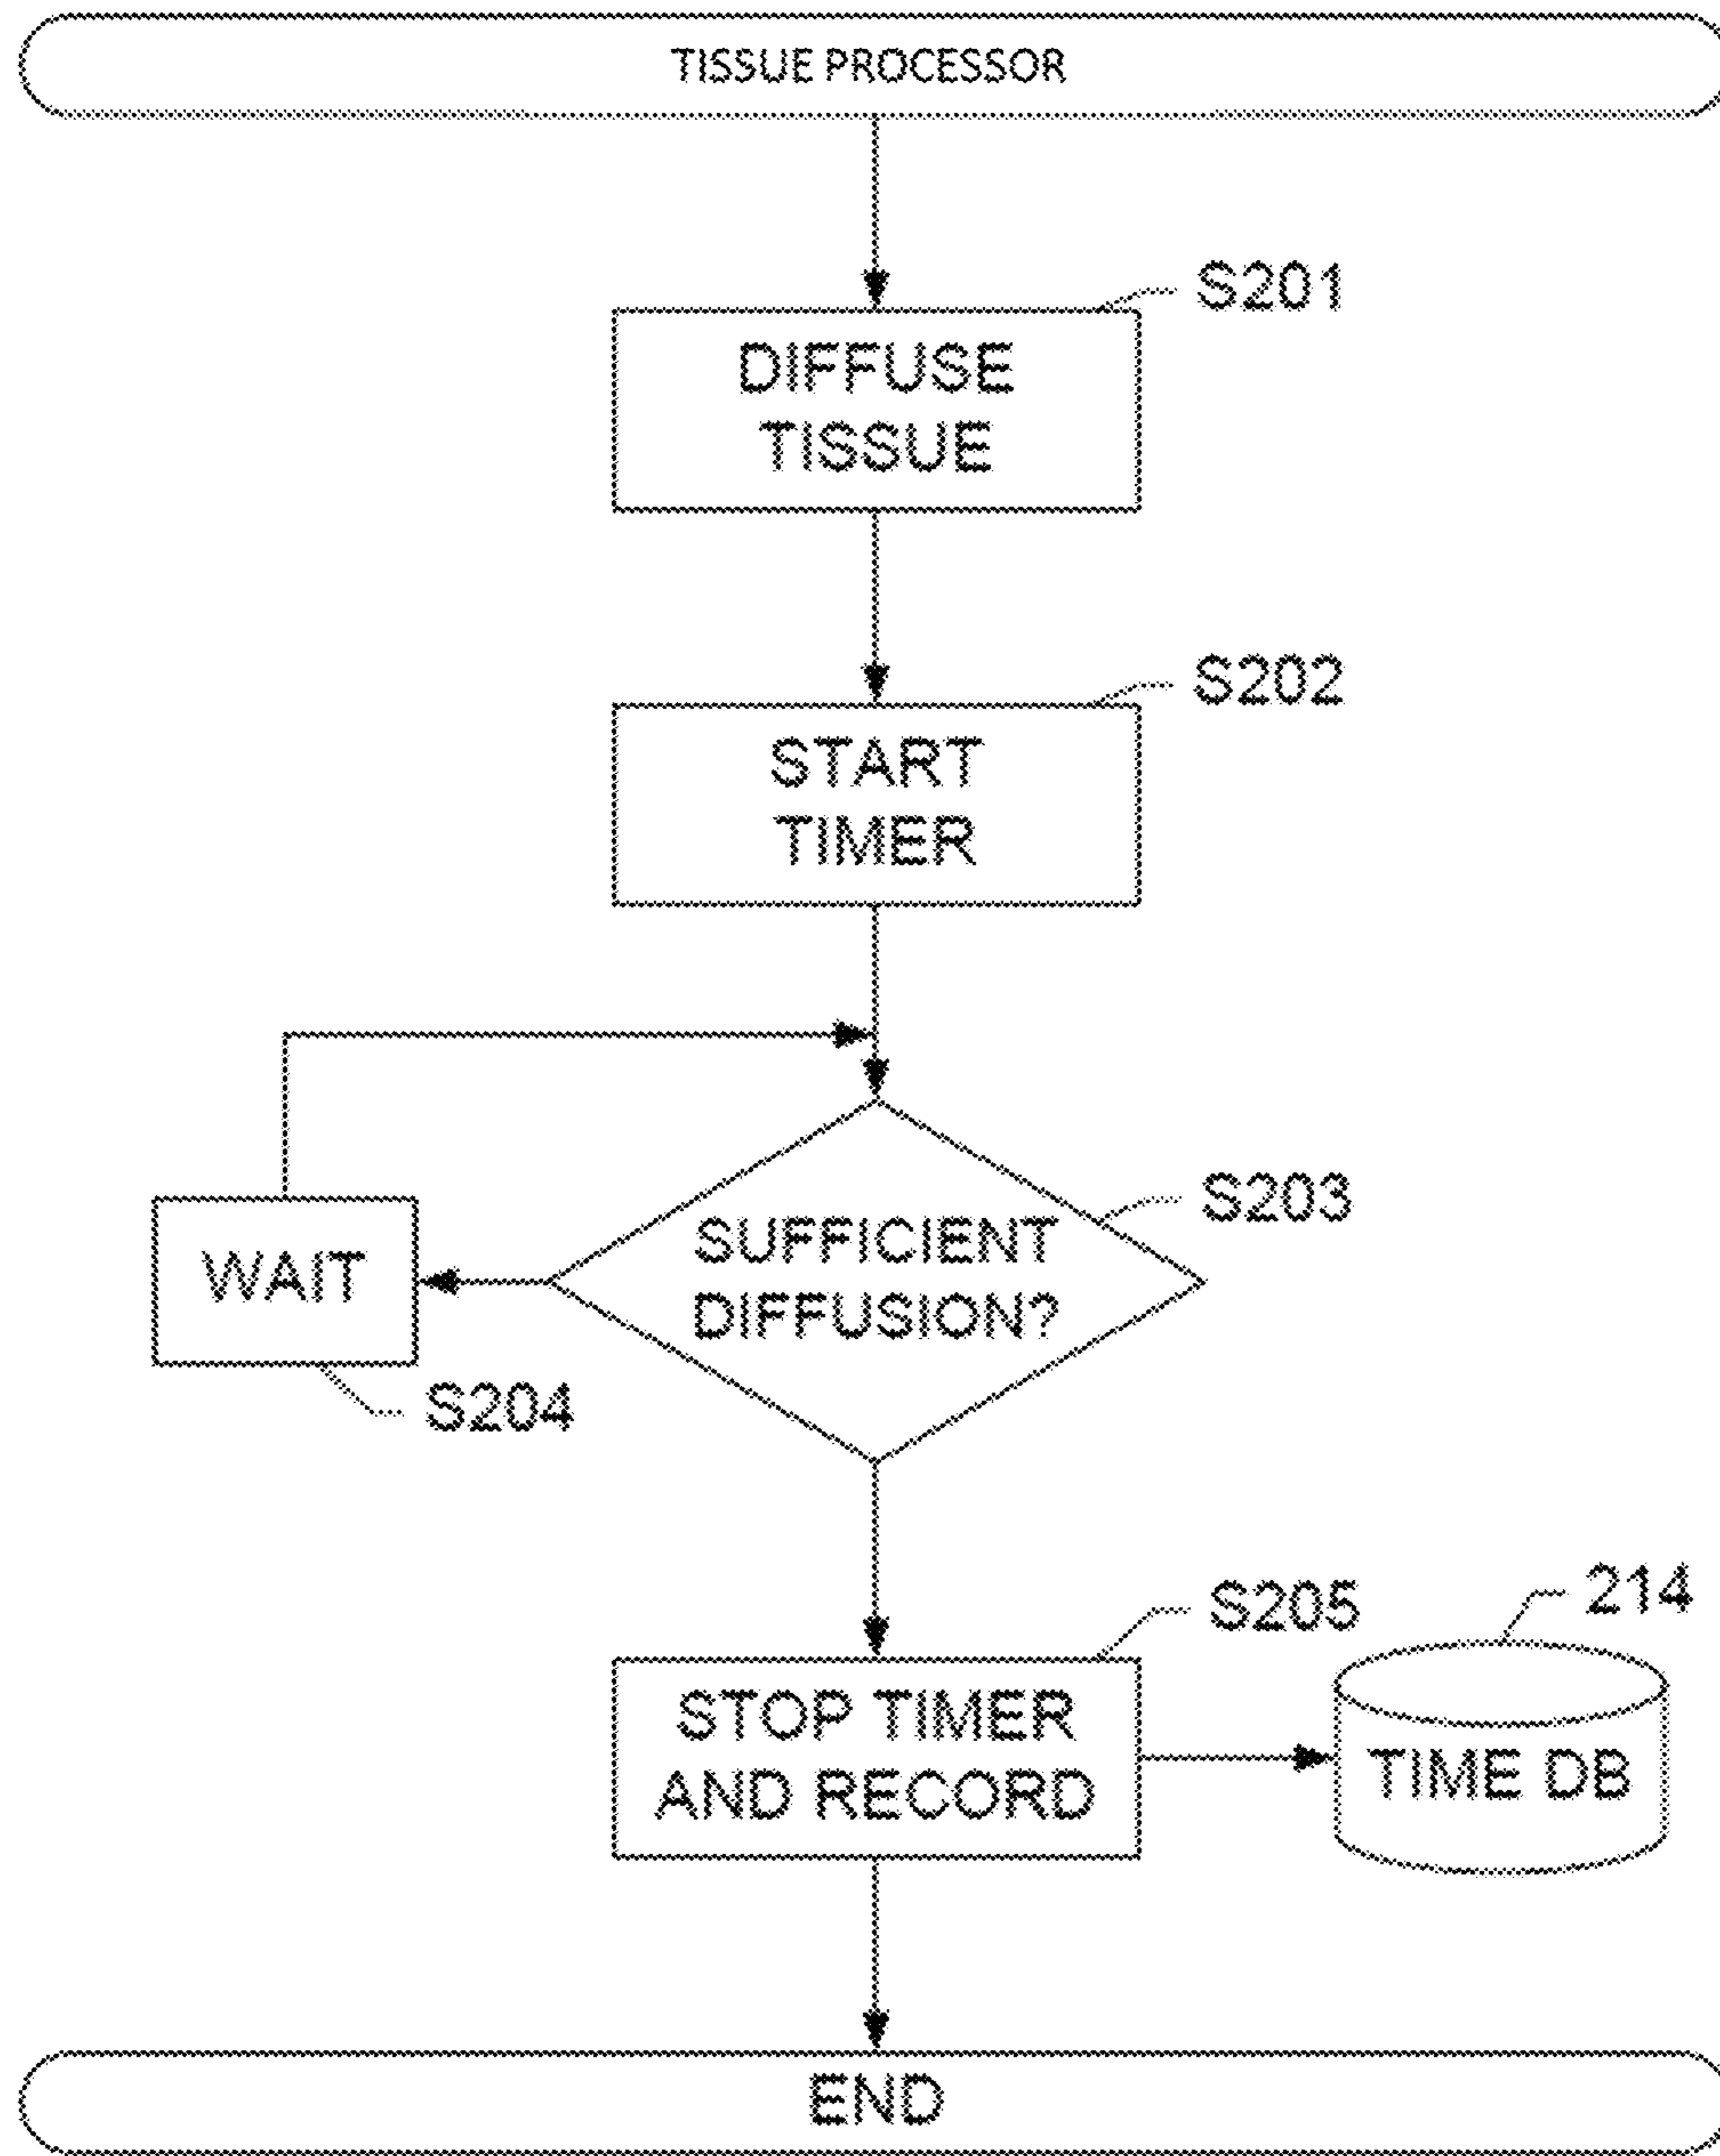 TISSUE PROCESSOR
S201
DIFFUSE
TISSUE
S202
START
TIMER
S203
SUFFICIENT
DIFFUSION?
WAIT
S204
S205
STOP TIMER
AND RECORD
214
TIME DB
END